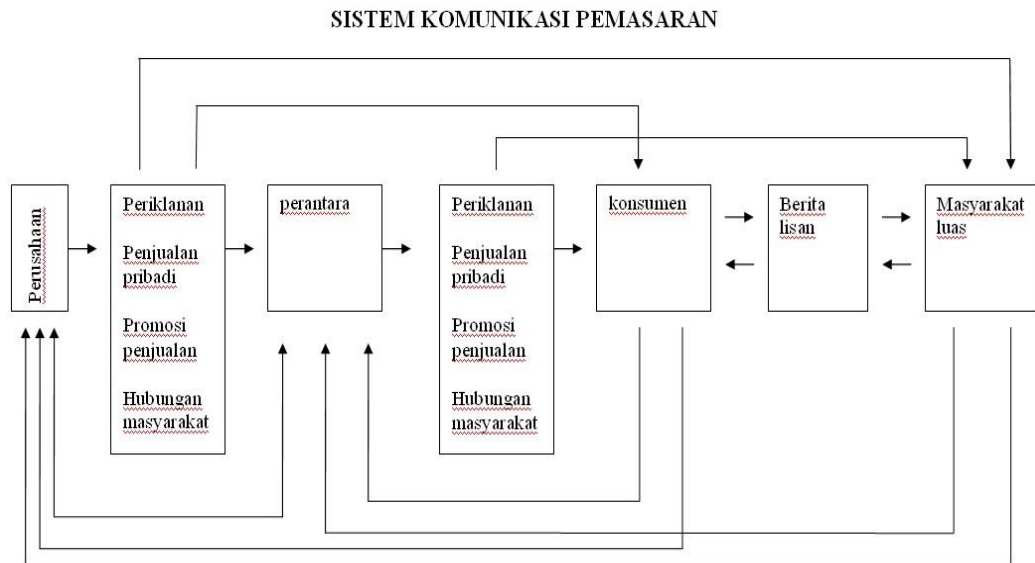 SISTEM KOMUNIKASI PEMASARAN
Perusahaan
Periklanan
Penjualan
pribadi
Promosi
penjualan
Hubungan
masyarakat
perantara
Periklanan
Penjualan
pribadi
Promosi
penjualan
Hubungan
masyarakat
konsumen
Berita
lisan
Masyarakat
luas